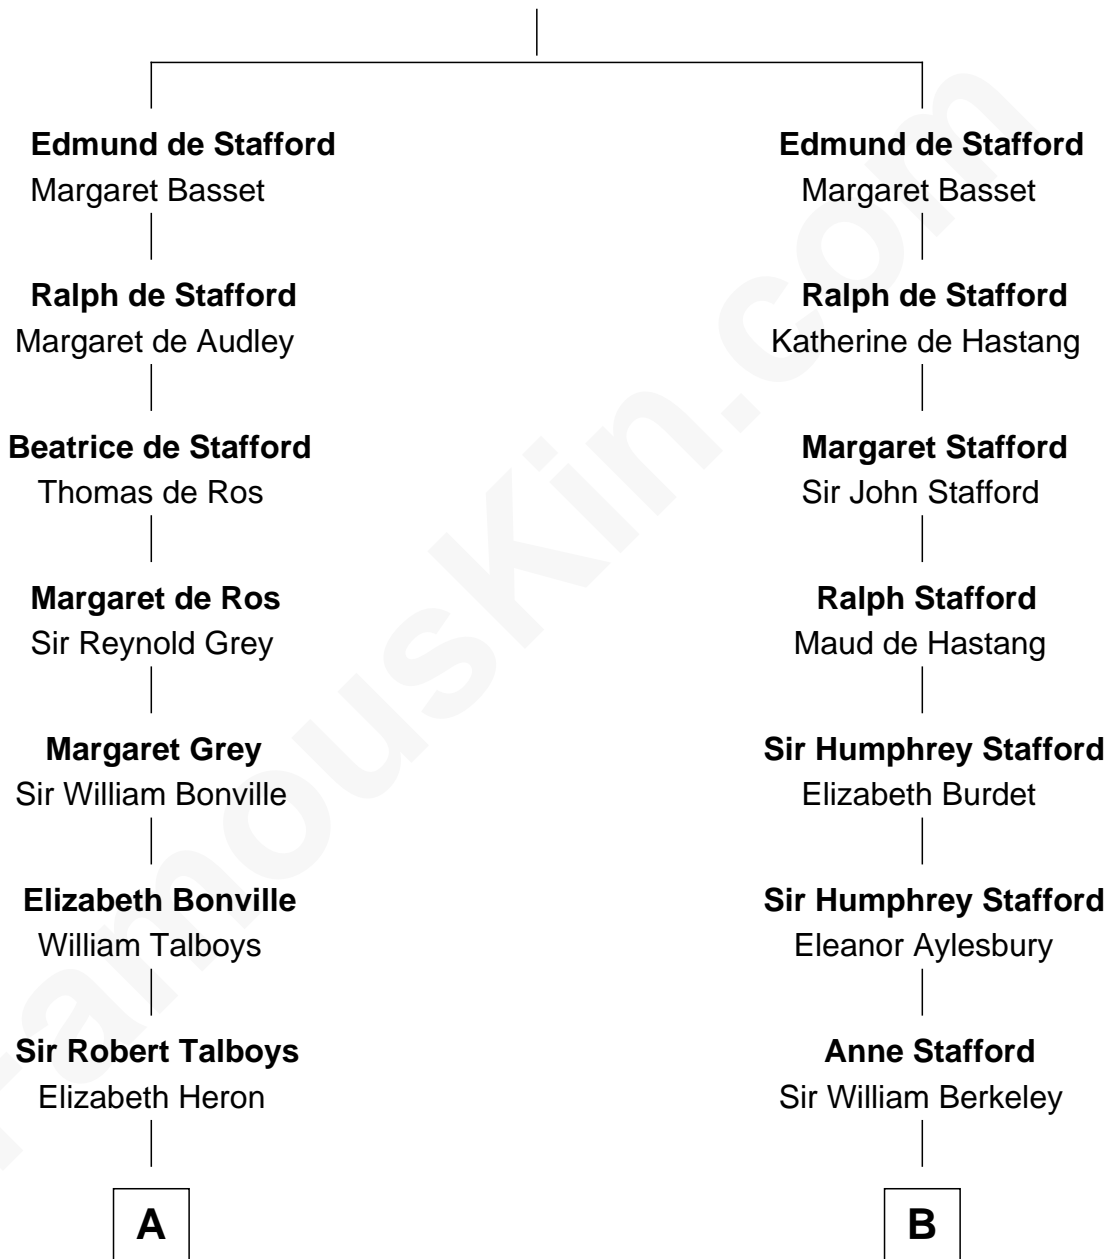 Edmund de Stafford
Margaret Basset
Ralph de Stafford
Margaret de Audley
Beatrice de Stafford
Thomas de Ros
Margaret de Ros
Sir Reynold Grey
Margaret Grey
Sir William Bonville
Elizabeth Bonville
William Talboys
Sir Robert Talboys
Elizabeth Heron
A
Edmund de Stafford
Margaret Basset
Ralph de Stafford
Katherine de Hastang
Margaret Stafford
Sir John Stafford
Ralph Stafford
Maud de Hastang
Sir Humphrey Stafford
Elizabeth Burdet
Sir Humphrey Stafford
Eleanor Aylesbury
Anne Stafford
Sir William Berkeley
B
FamousKin.com